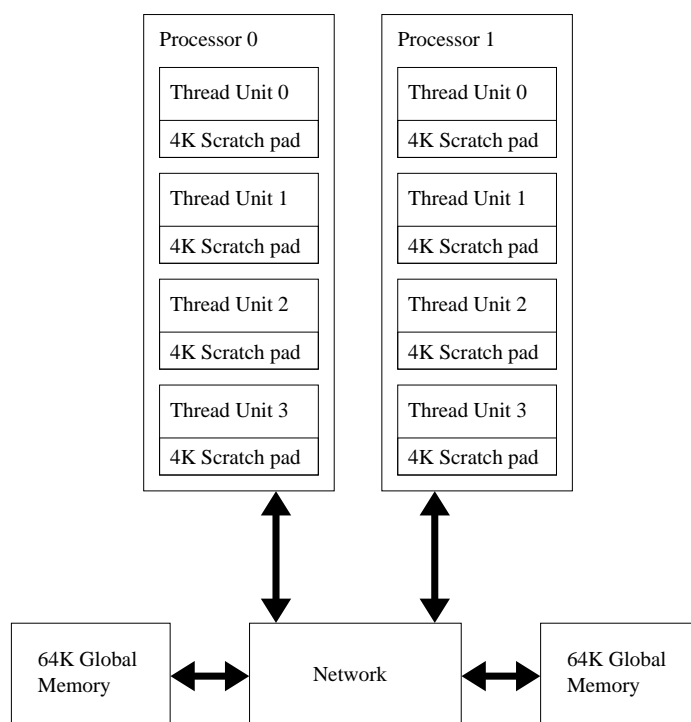 Processor 0
Thread Unit 0
4K Scratch pad
Thread Unit 1
4K Scratch pad
Thread Unit 2
4K Scratch pad
Thread Unit 3
4K Scratch pad
Processor 1
Thread Unit 0
4K Scratch pad
Thread Unit 1
4K Scratch pad
Thread Unit 2
4K Scratch pad
Thread Unit 3
4K Scratch pad
64K Global
Memory
Network
64K Global
Memory